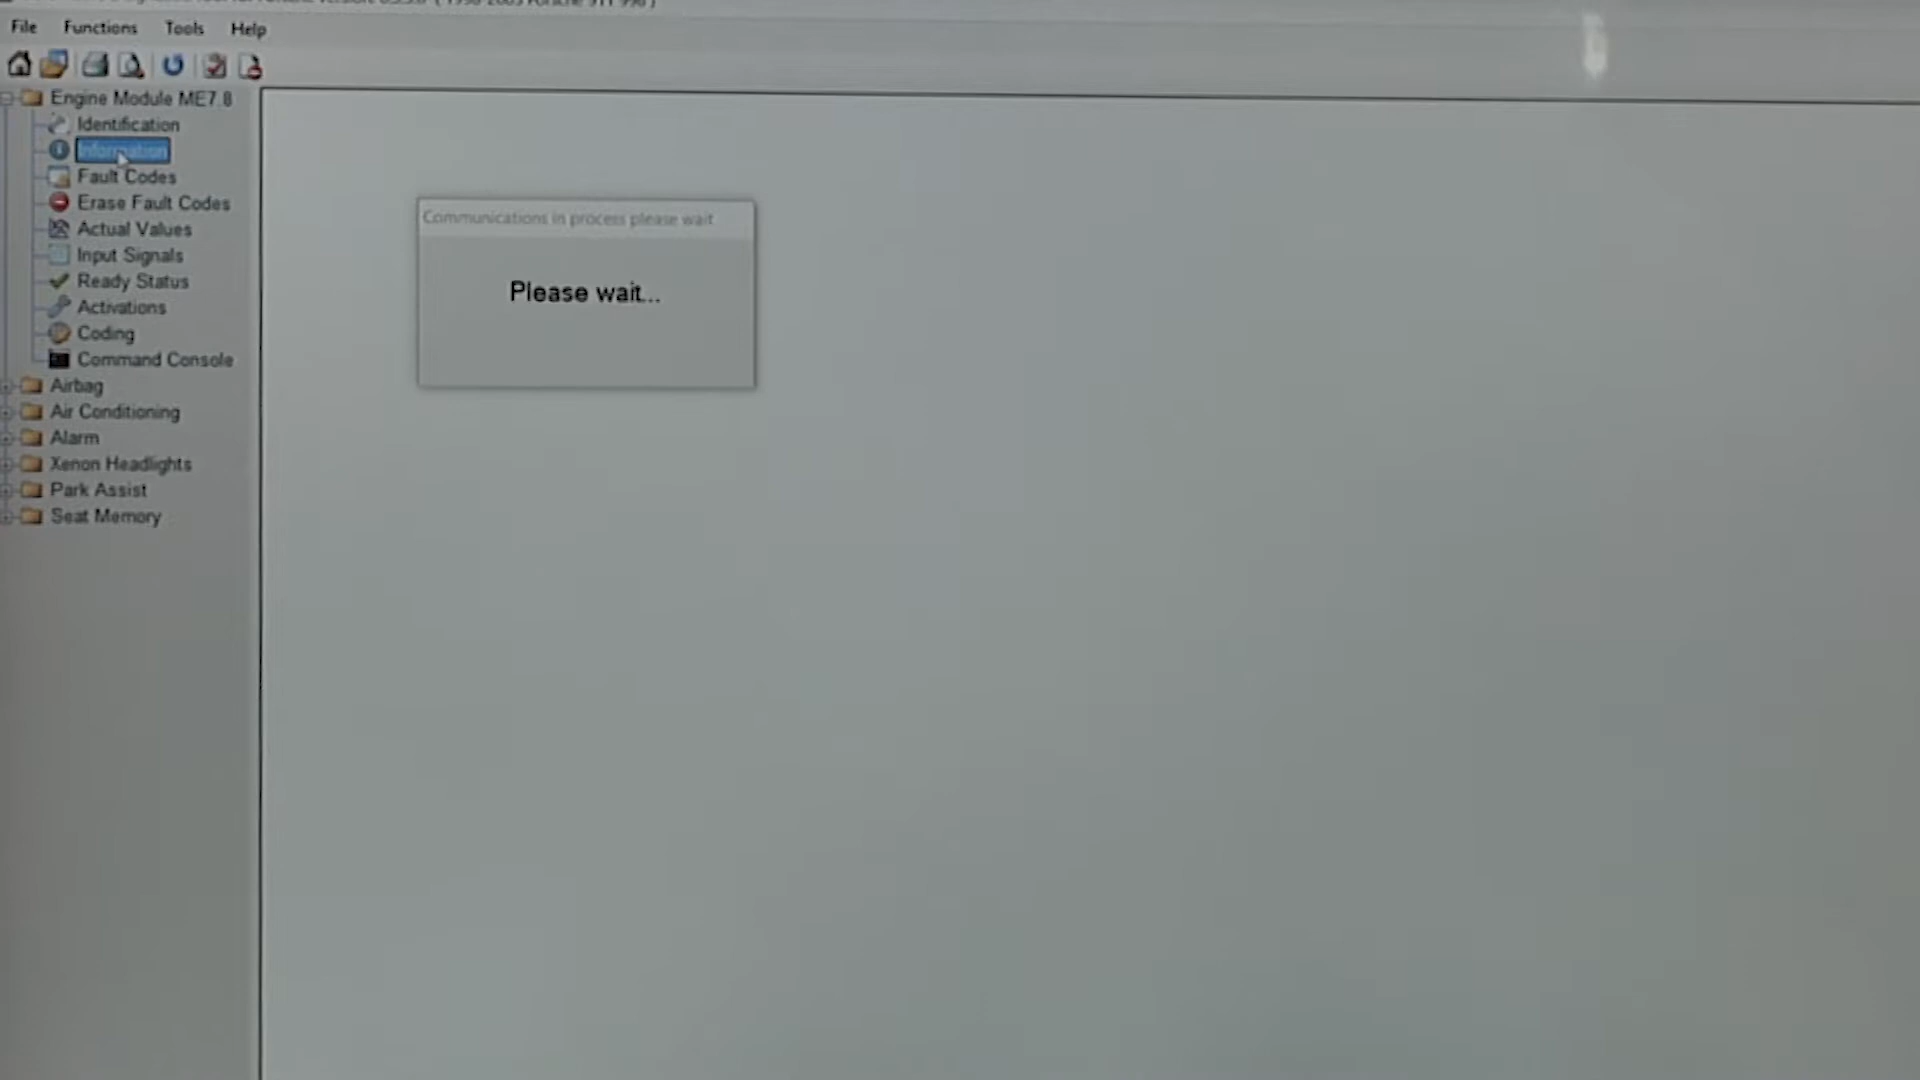 File Functions Tools Help
Engine Module ME7.8
Identification
Information
Fault Codes
Erase Fault Codes
Actual Values
Input Signals
Ready Status
Activations
Coding
Command Console
Airbag
Air Conditioning
Alarm
Xenon Headlights
Park Assist
Seat Memory
Communications in process please wait
Please wait...